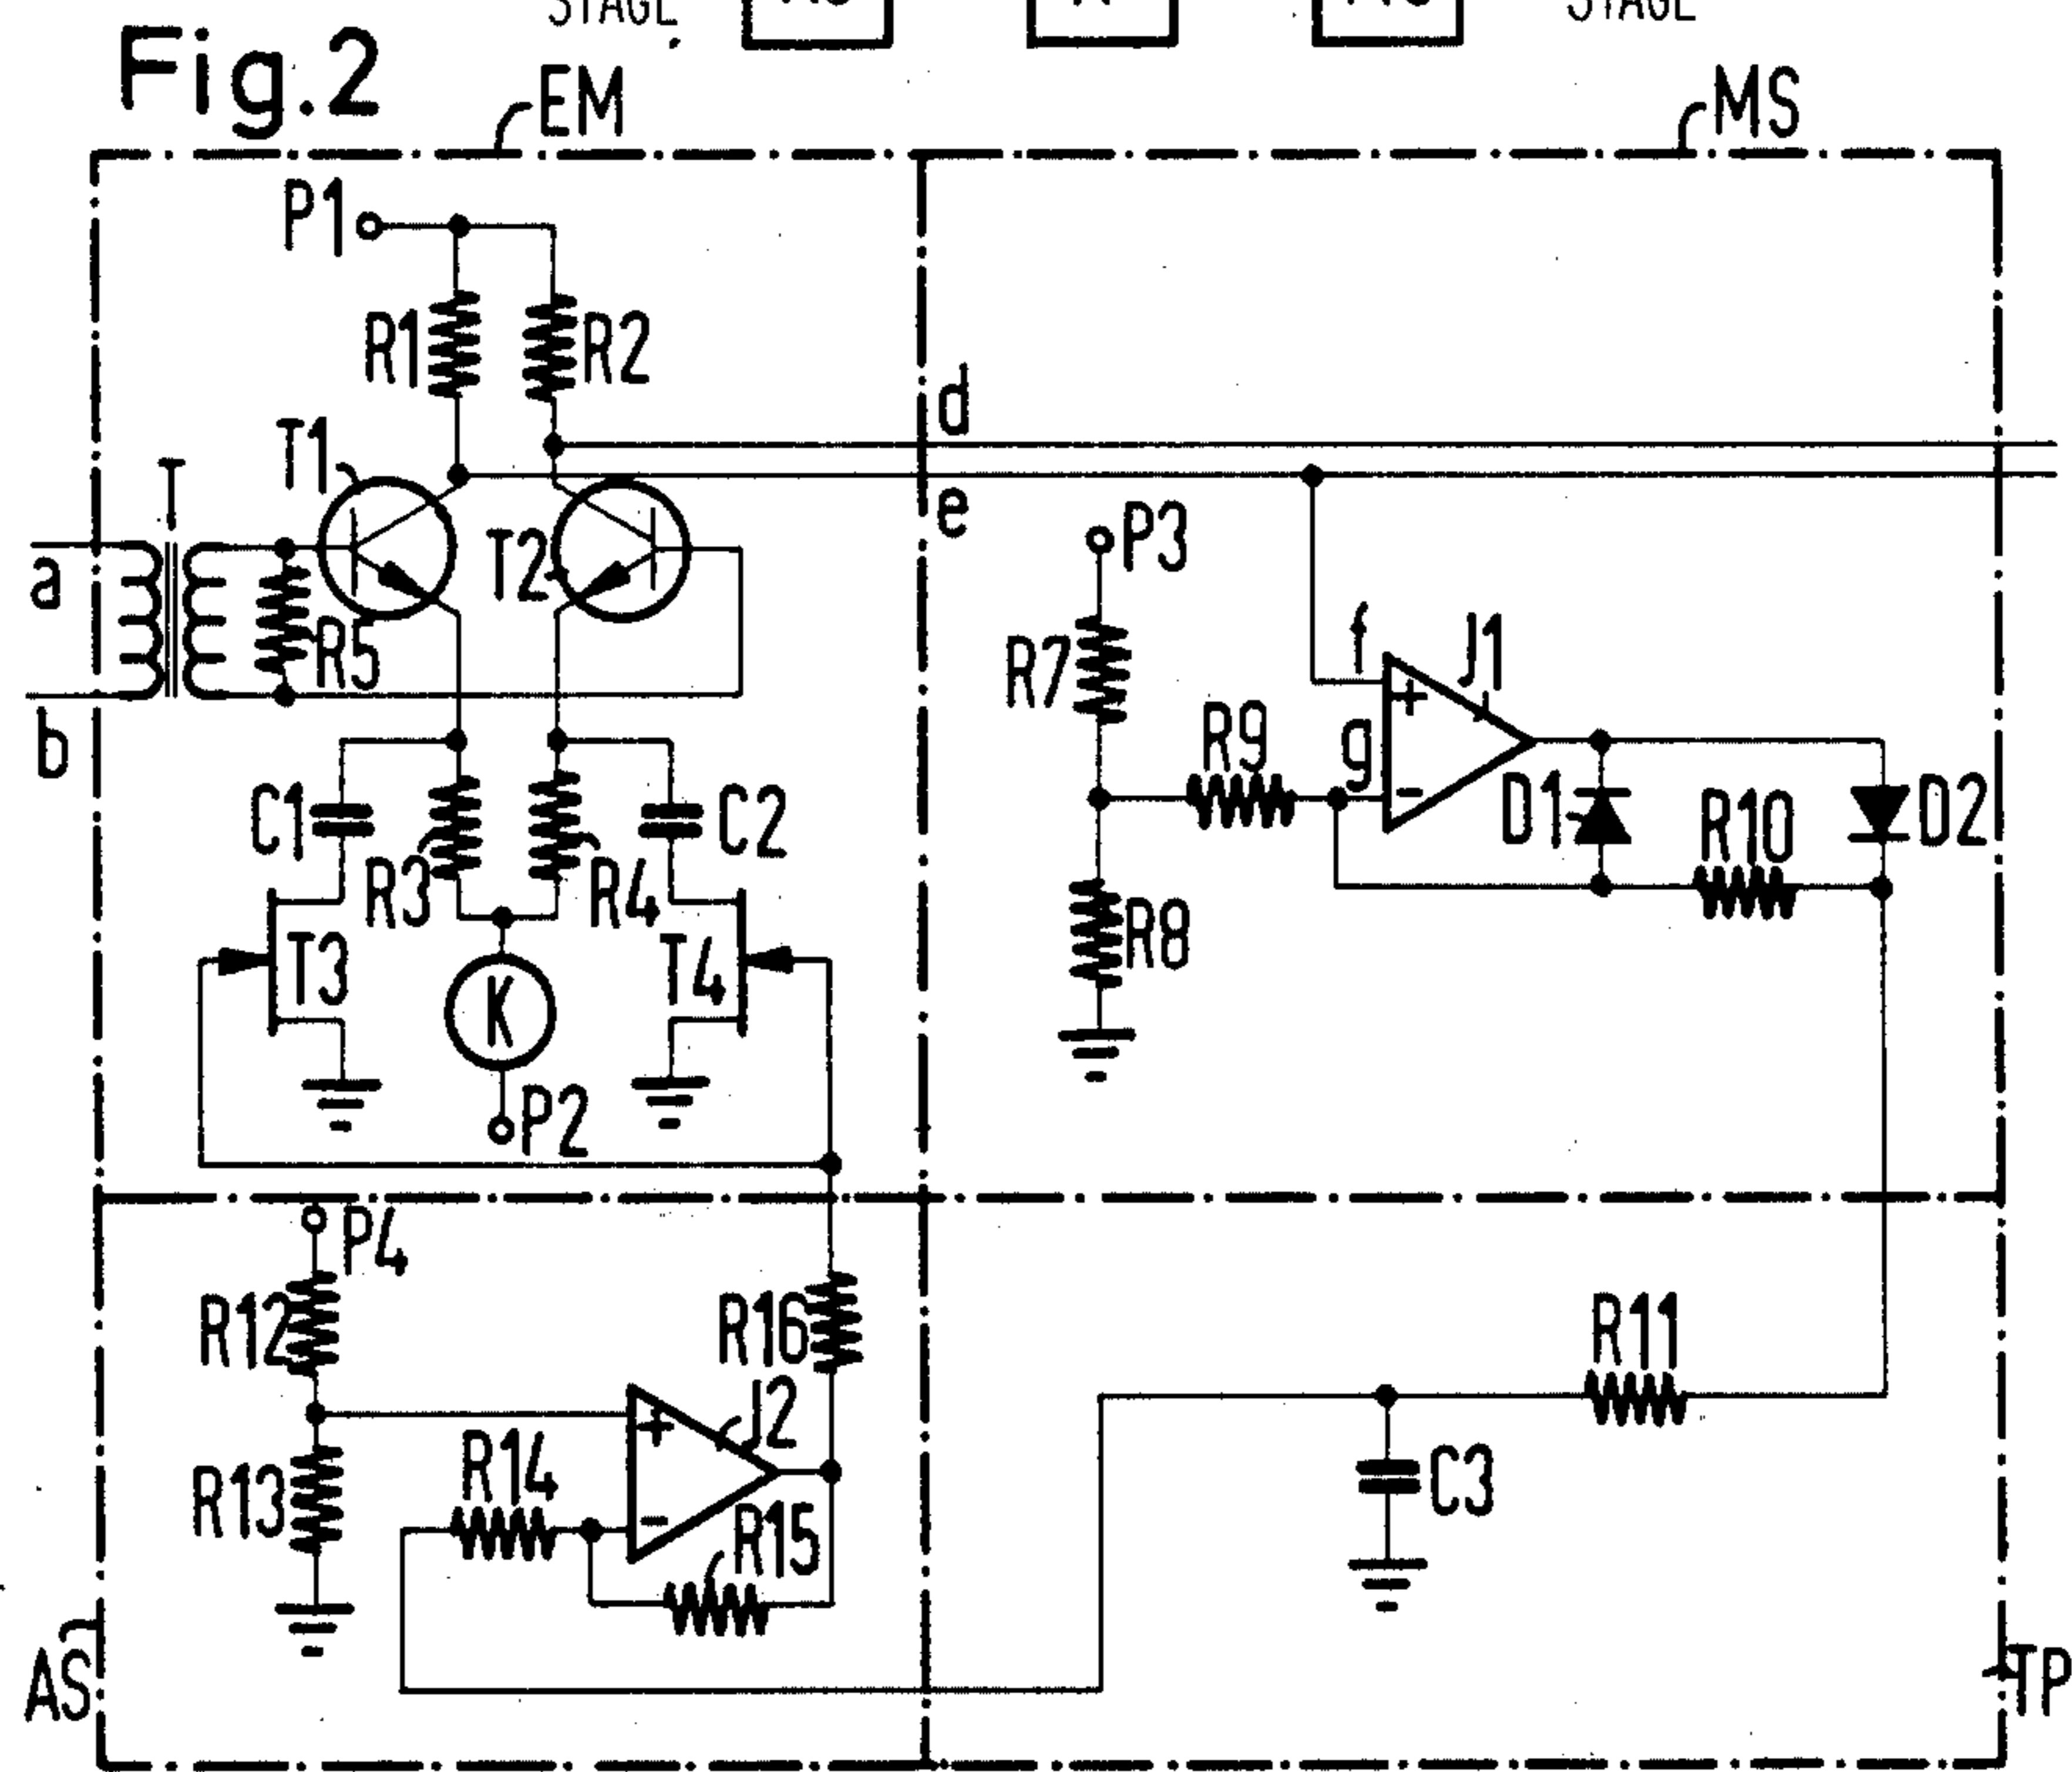 STAGE
STAGE
Fig.2
EM
MS
P1
R1
R2
d
T1
T
e
P3
T2
a
R5
f
J1
R7
+
b
R9
g
C1
C2
-
D1
R10
D2
R3
R4
R8
T3
K
T4
P2
P4
R12
R16
R11
J2
+
R14
C3
R13
-
R15
AS
TP